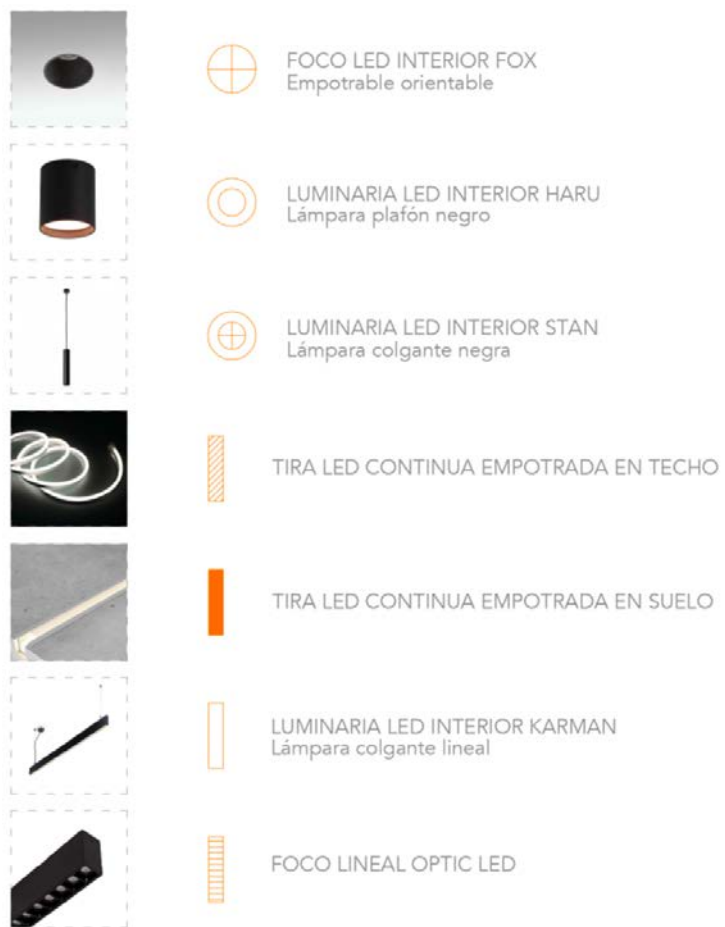 FOCO LED INTERIOR FOX
Empotrable orientable
LUMINARIA LED INTERIOR HARU
Lámpara plafón negro
LUMINARIA LED INTERIOR STAN
Lámpara colgante negra
TIRA LED CONTINUA EMPOTRADA EN TECHO
TIRA LED CONTINUA EMPOTRADA EN SUELO
LUMINARIA LED INTERIOR KARMAN
Lámpara colgante lineal
FOCO LINEAL OPTIC LED